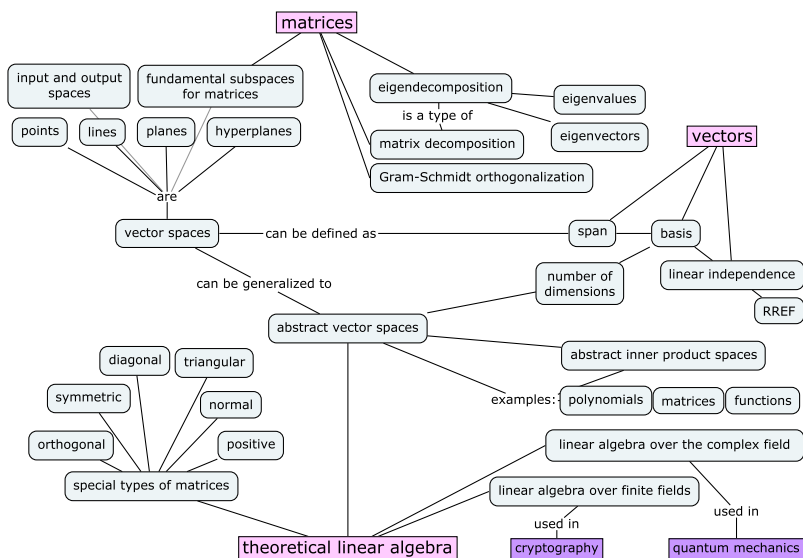 matrices
input and output
spaces
fundamental subspaces
for matrices
eigendecomposition
eigenvalues
is a type of
points
lines
planes
hyperplanes
matrix decomposition
eigenvectors
vectors
Gram-Schmidt orthogonalization
are
vector spaces
can be defined as
span
basis
linear independence
number of
dimensions
can be generalized to
RREF
abstract vector spaces
abstract inner product spaces
diagonal
triangular
symmetric
normal
examples:
polynomials
matrices
functions
orthogonal
positive
linear algebra over the complex field
special types of matrices
linear algebra over finite fields
used in
used in
theoretical linear algebra
cryptography
quantum mechanics